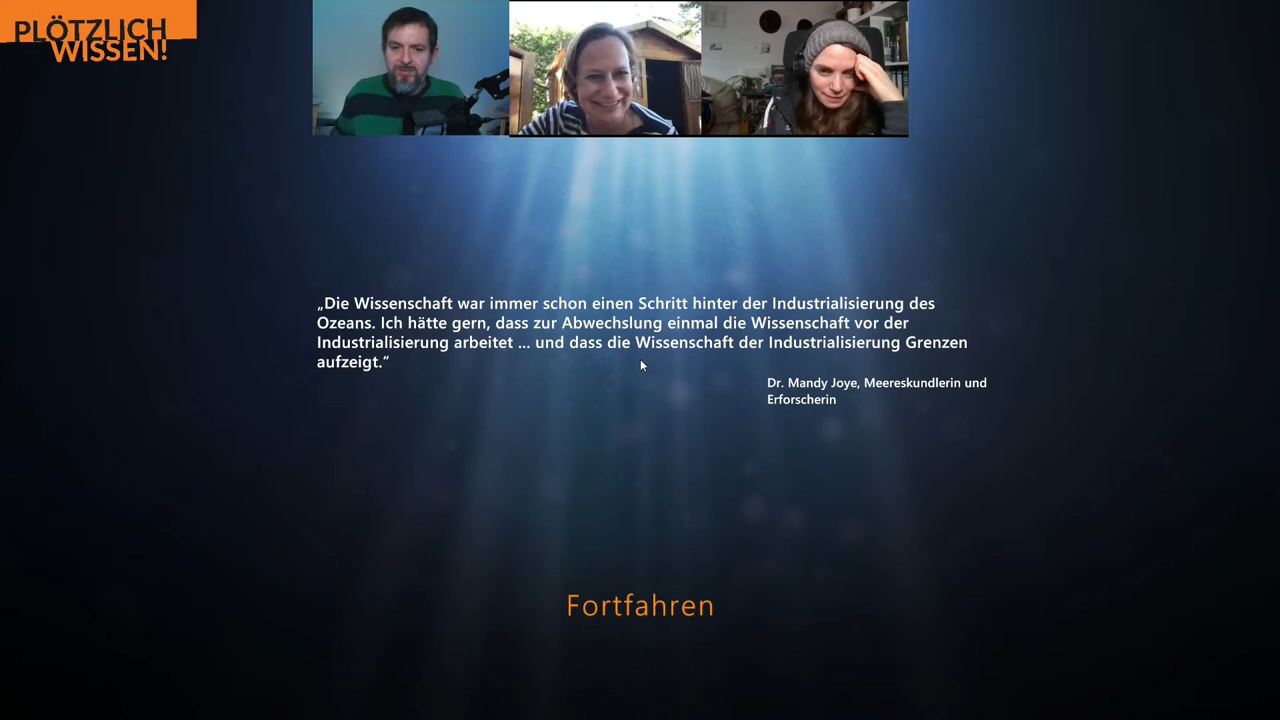 PLÖTZLICH
WISSEN!
„Die Wissenschaft war immer schon einen Schritt hinter der Industrialisierung des
Ozeans. Ich hätte gern, dass zur Abwechslung einmal die Wissenschaft vor der
Industrialisierung arbeitet ... und dass die Wissenschaft der Industrialisierung Grenzen
aufzeigt.“
Dr. Mandy Joye, Meereskundlerin und
Erforscherin
Fortfahren